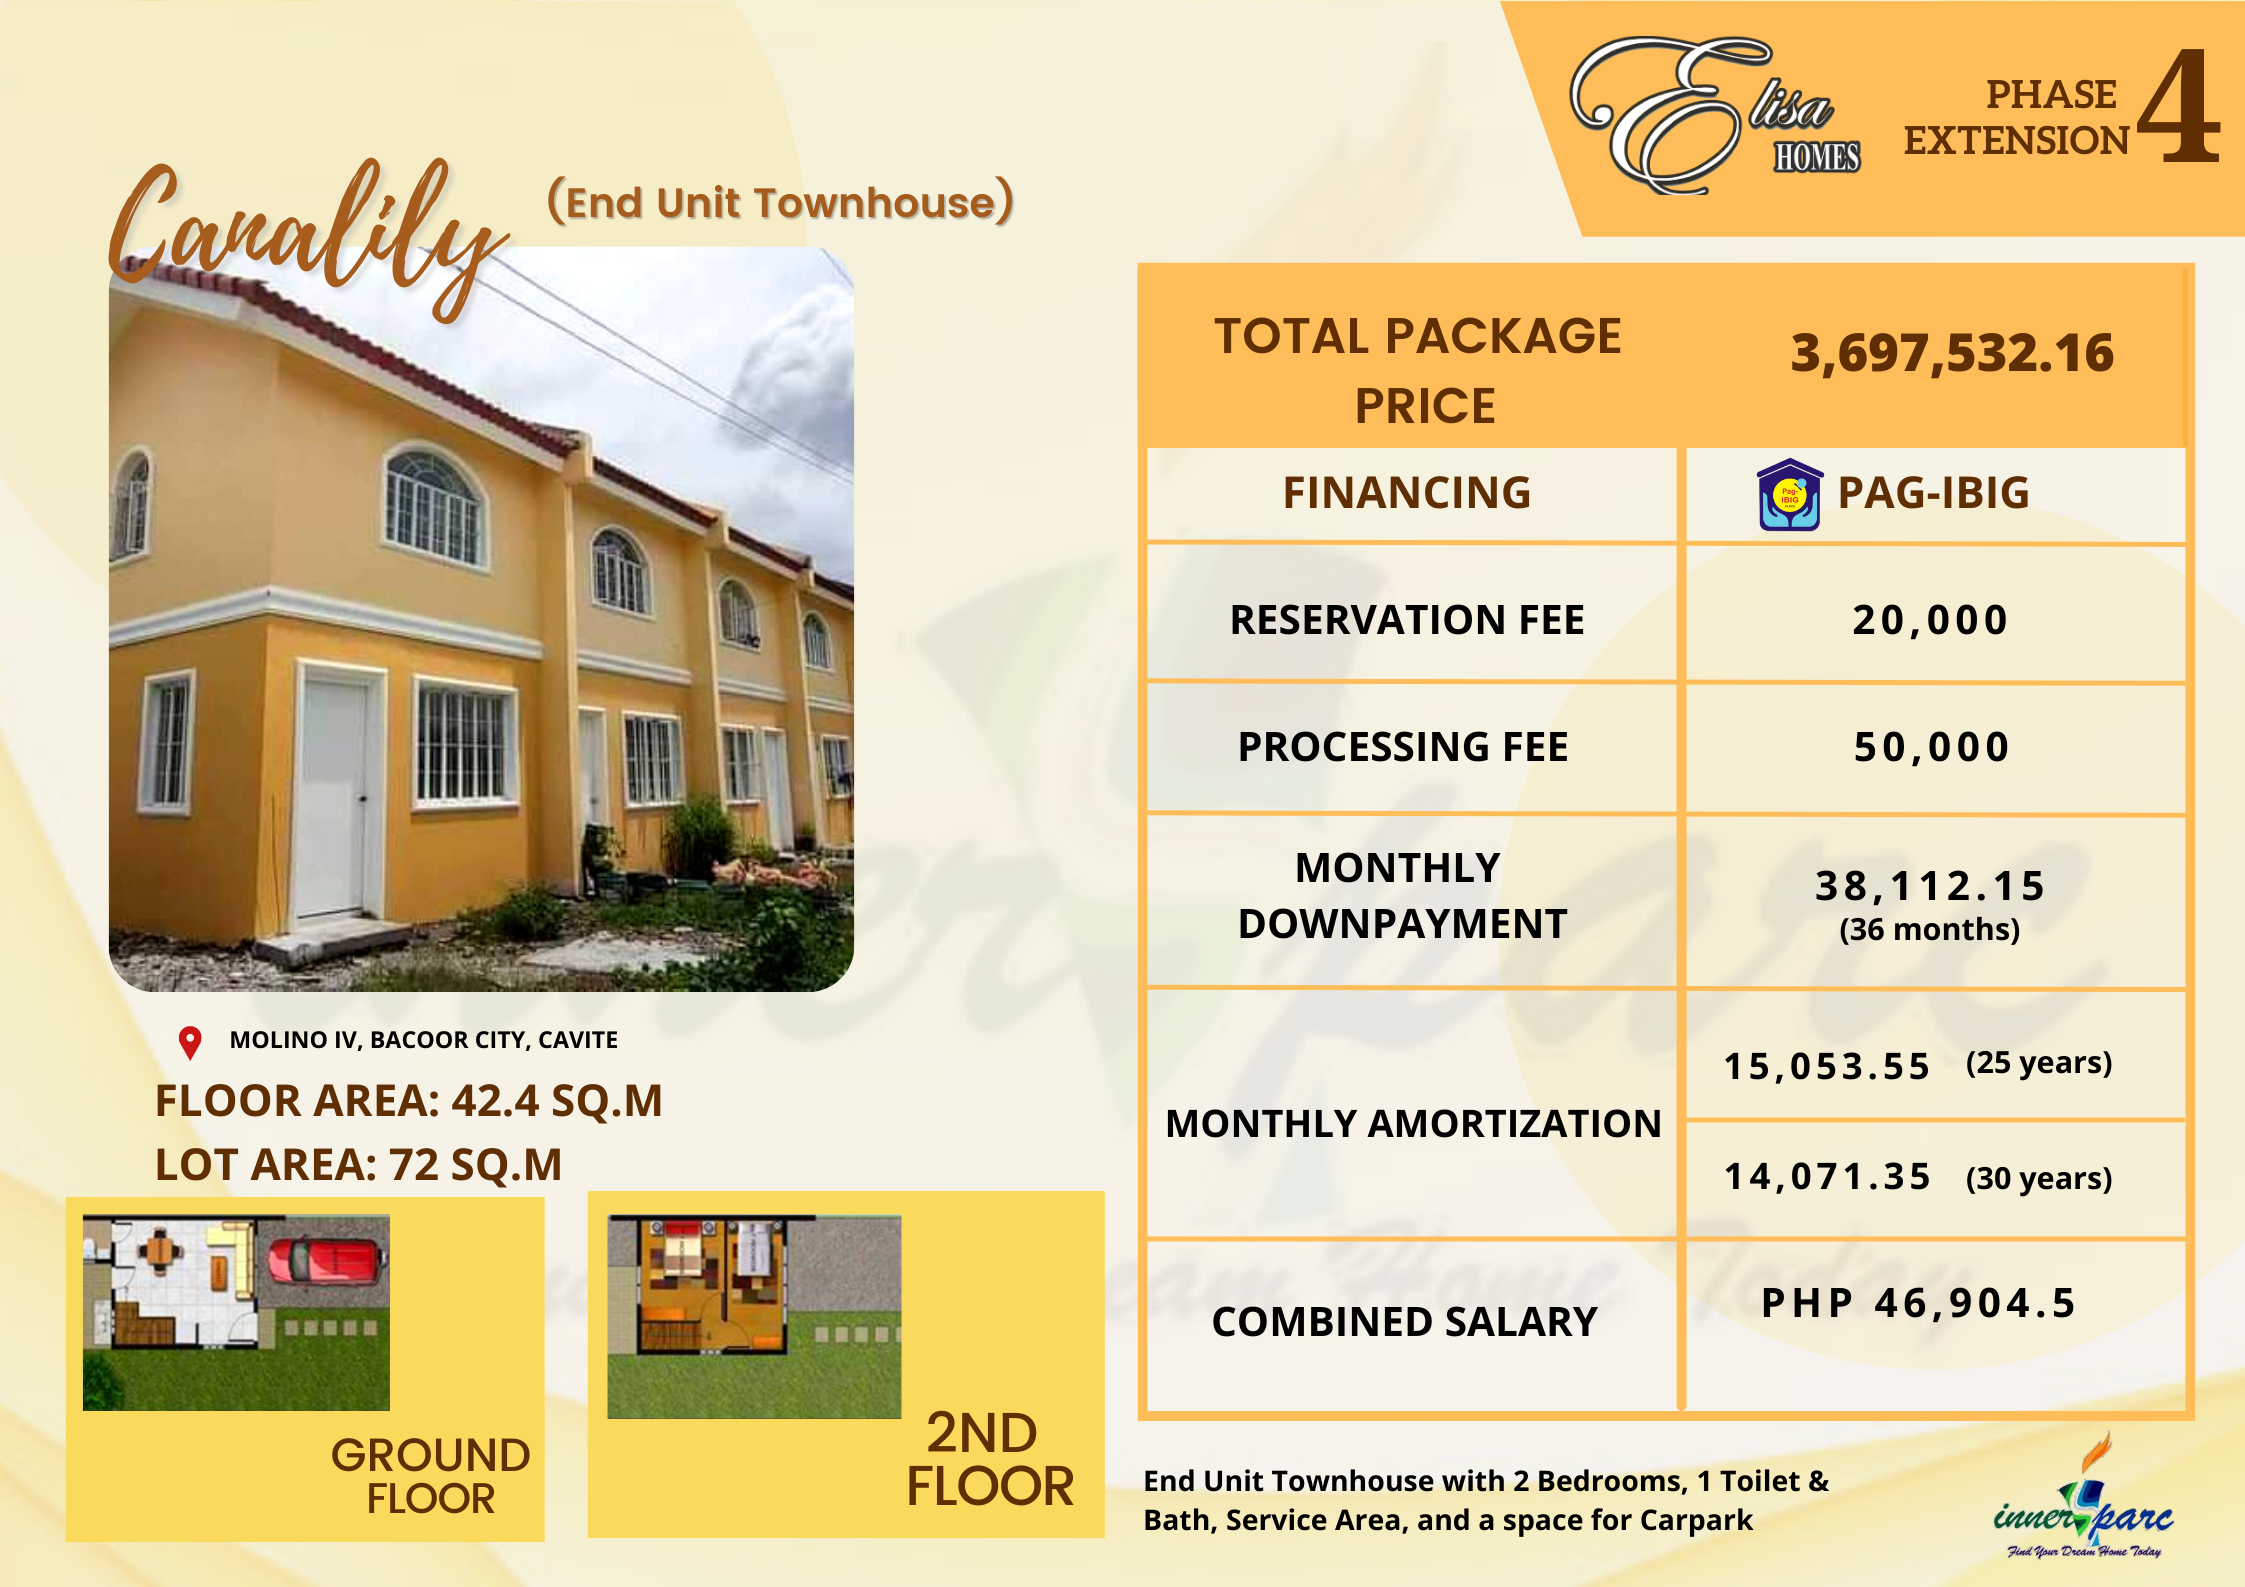 Elisa
HOMES
PHASE
EXTENSION 4
Canalily
(End Unit Townhouse)
MOLINO IV, BACOOR CITY, CAVITE
FLOOR AREA: 42.4 SQ.M
LOT AREA: 72 SQ.M
GROUND
FLOOR
2ND
FLOOR
TOTAL PACKAGE
PRICE
3,697,532.16
FINANCING
Pag-
IBIG
FUND
PAG-IBIG
RESERVATION FEE
20,000
PROCESSING FEE
50,000
MONTHLY
DOWNPAYMENT
38,112.15
(36 months)
MONTHLY AMORTIZATION
15,053.55 (25 years)
14,071.35 (30 years)
COMBINED SALARY
PHP 46,904.5
End Unit Townhouse with 2 Bedrooms, 1 Toilet &
Bath, Service Area, and a space for Carpark
inner parc
Find Your Dream Home Today